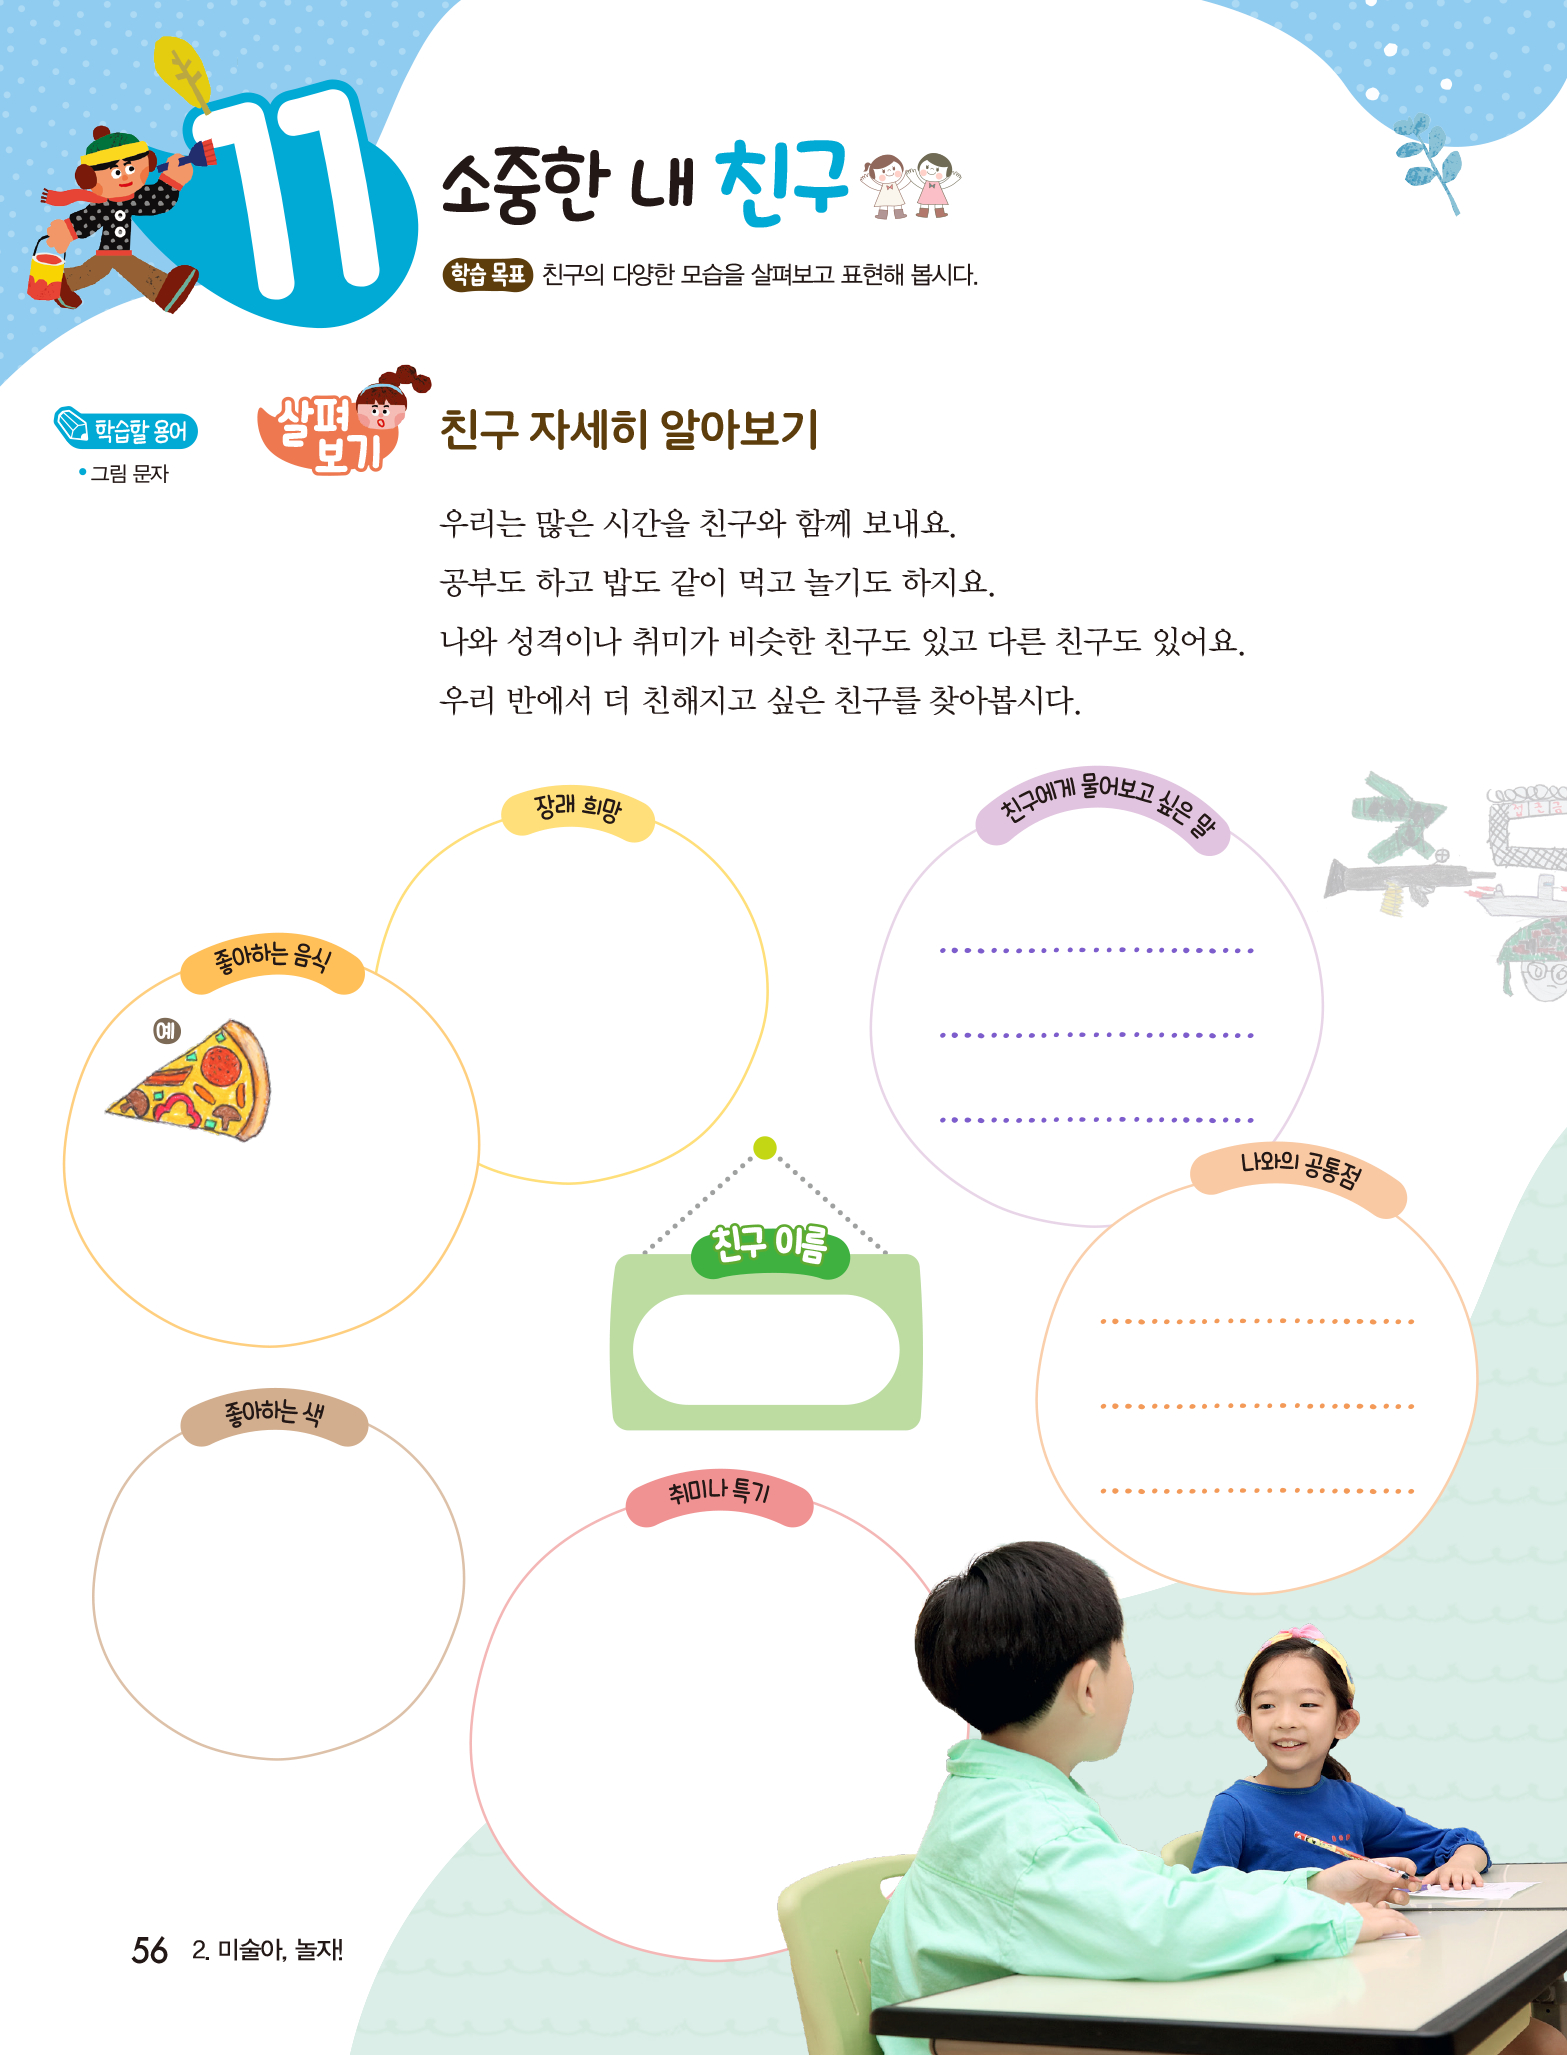 11
소중한 내 친구
학습 목표 친구의 다양한 모습을 살펴보고 표현해 봅시다.
학습할 용어
• 그림 문자
살펴
보기
친구 자세히 알아보기
우리는 많은 시간을 친구와 함께 보내요.
공부도 하고 밥도 같이 먹고 놀기도 하지요.
나와 성격이나 취미가 비슷한 친구도 있고 다른 친구도 있어요.
우리 반에서 더 친해지고 싶은 친구를 찾아봅시다.
장래 희망
친구에게 물어보고 싶은 말
좋아하는 음식
예
나와의 공통점
친구 이름
좋아하는 색
취미나 특기
56 2. 미술아, 놀자!